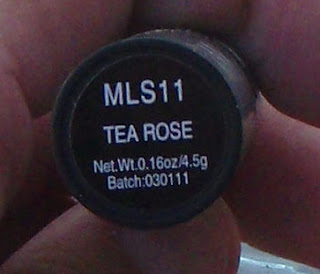 MLS11
TEA ROSE
Net.Wt.0.16oz/4.5g
Batch:030111